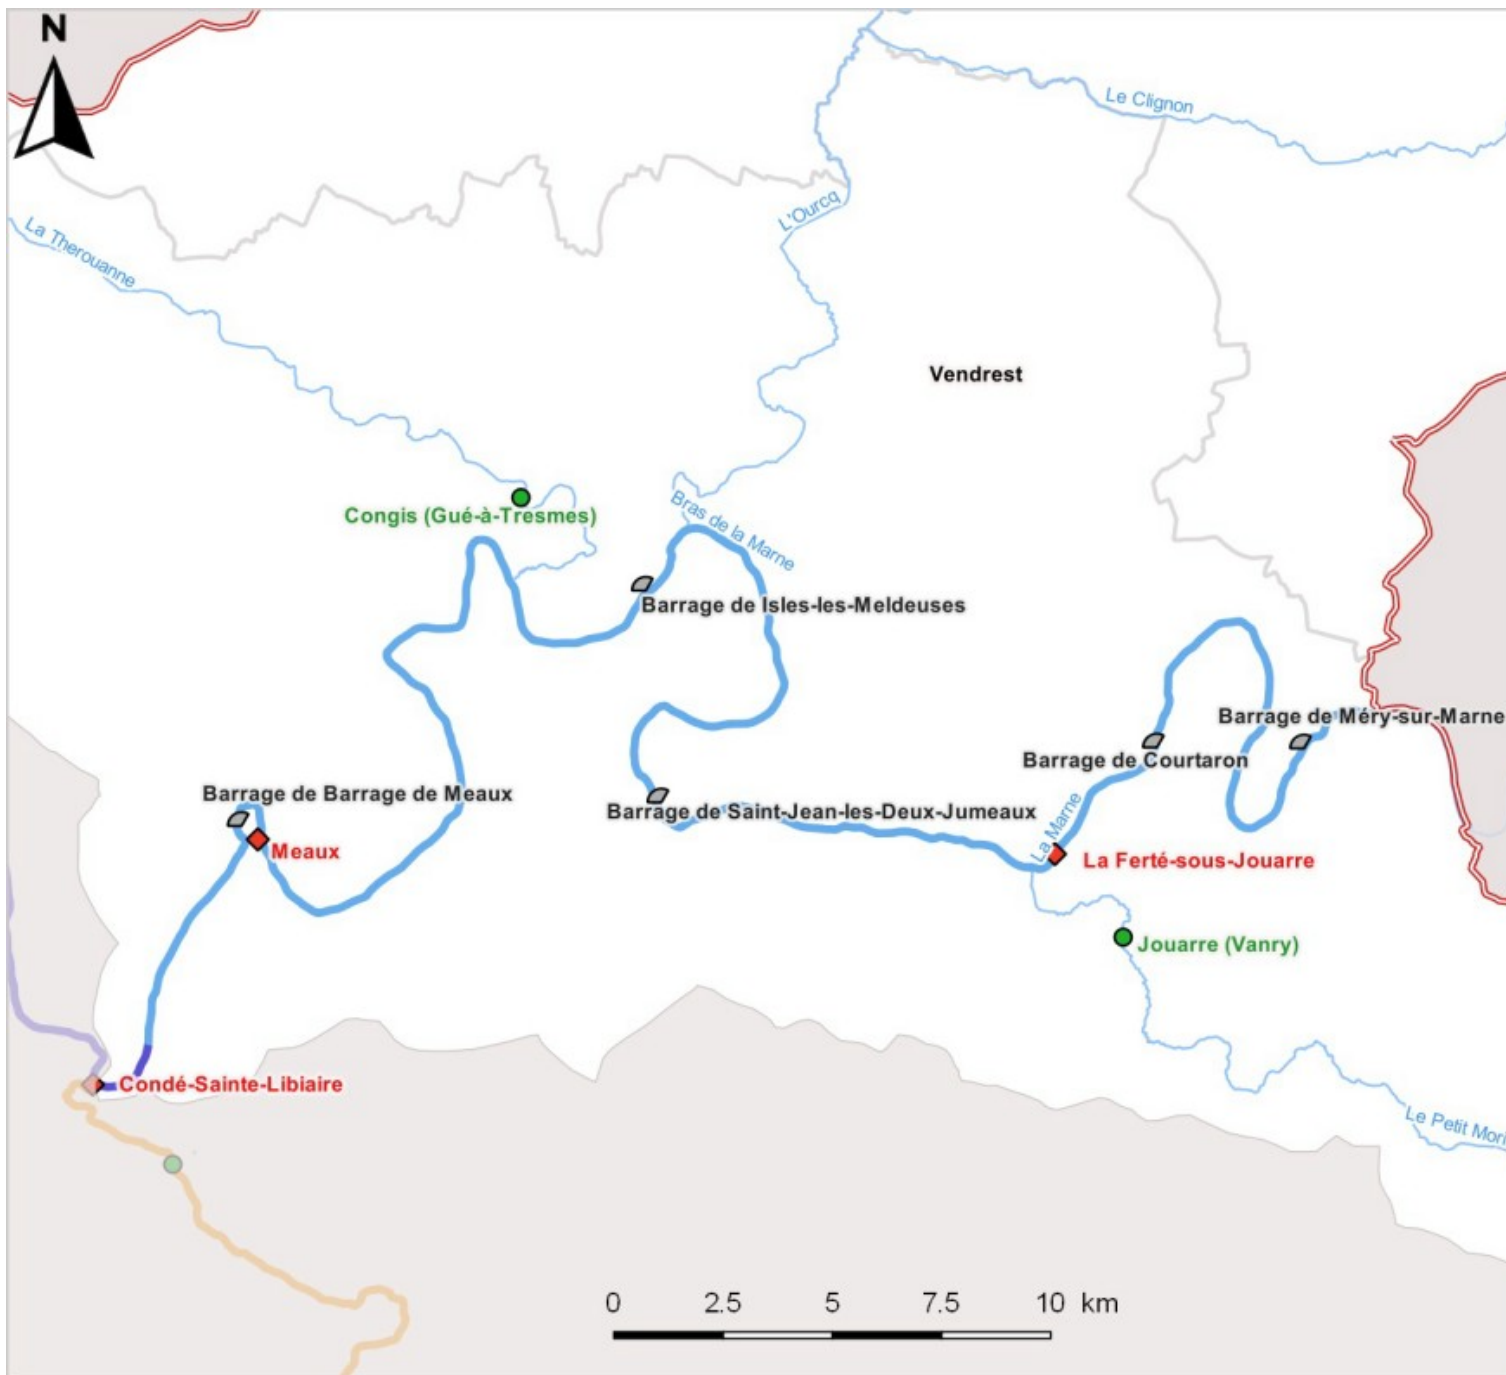 N
Le Clignon
L'Ourcq
La Therouanne
Vendrest
Congis (Gué-à-Tresmes)
Bras de la Marne
Barrage de Isles-les-Meldeuses
Barrage de Méry-sur-Marne
Barrage de Courtaron
Barrage de Barrage de Meaux
Barrage de Saint-Jean-les-Deux-Jumeaux
La Marne
Meaux
La Ferté-sous-Jouarre
Jouarre (Vanry)
Condé-Sainte-Libiaire
Le Petit Mori
0 2.5 5 7.5 10 km